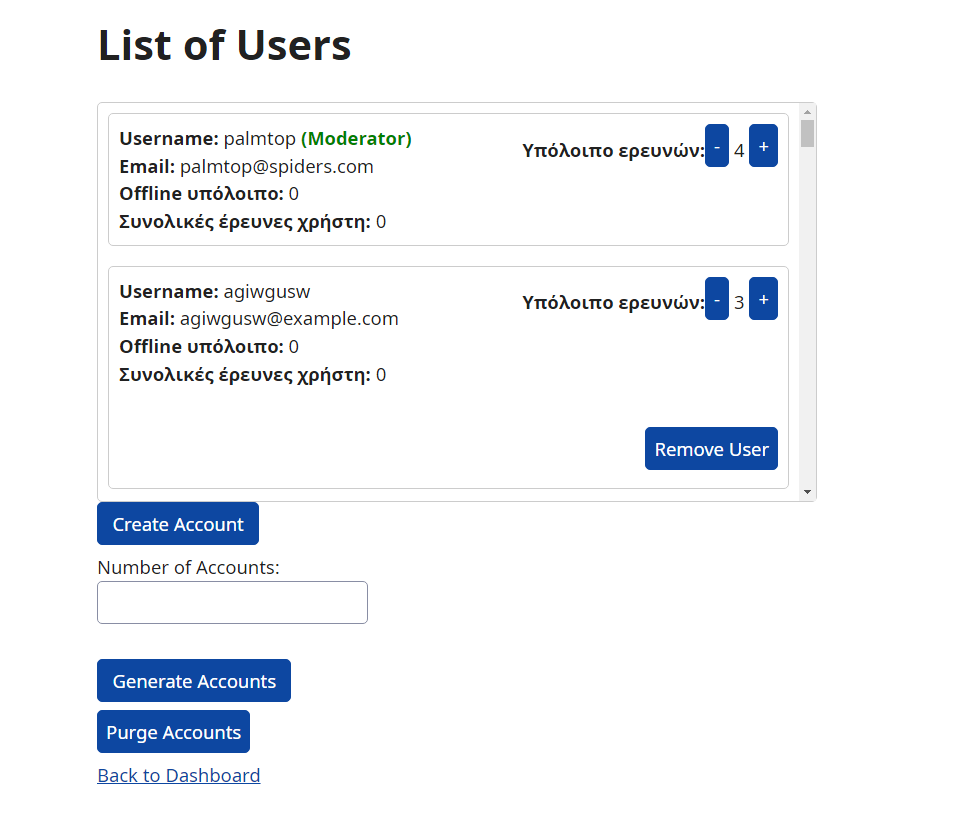 List of Users
Username: palmtop (Moderator)
Υπόλοιπο ερευνών: - 4 +
Email: palmtop@spiders.com
Offline υπόλοιπο: 0
Συνολικές έρευνες χρήστη: 0
Username: agiwgusw
Υπόλοιπο ερευνών: - 3 +
Email: agiwgusw@example.com
Offline υπόλοιπο: 0
Συνολικές έρευνες χρήστη: 0
Remove User
Create Account
Number of Accounts:
Generate Accounts
Purge Accounts
Back to Dashboard